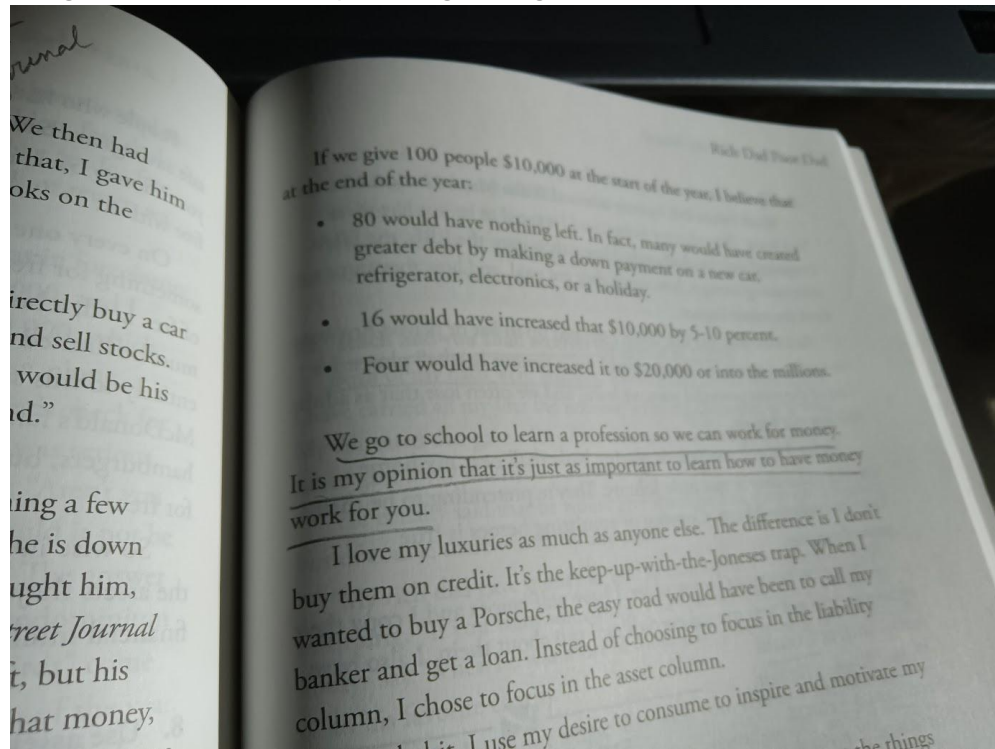 ournal
We then had
that, I gave him
oks on the
irectly buy a car
nd sell stocks.
would be his
d."
ing a few
he is down
ught him,
treet Journal
t, but his
hat money,
Rich Dad Poor Dad
If we give 100 people $10,000 at the start of the year, I believe that
at the end of the year:
• 80 would have nothing left. In fact, many would have created
greater debt by making a down payment on a new car,
refrigerator, electronics, or a holiday.
• 16 would have increased that $10,000 by 5-10 percent.
• Four would have increased it to $20,000 or into the millions.
We go to school to learn a profession so we can work for money.
It is my opinion that it's just as important to learn how to have money
work for you.
I love my luxuries as much as anyone else. The difference is I don't
buy them on credit. It's the keep-up-with-the-Joneses trap. When I
wanted to buy a Porsche, the easy road would have been to call my
banker and get a loan. Instead of choosing to focus in the liability
column, I chose to focus in the asset column.
I use my desire to consume to inspire and motivate my
things